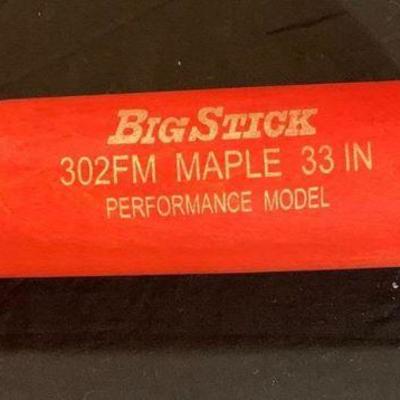 BIG STICK
302FM MAPLE 33 IN
PERFORMANCE MODEL